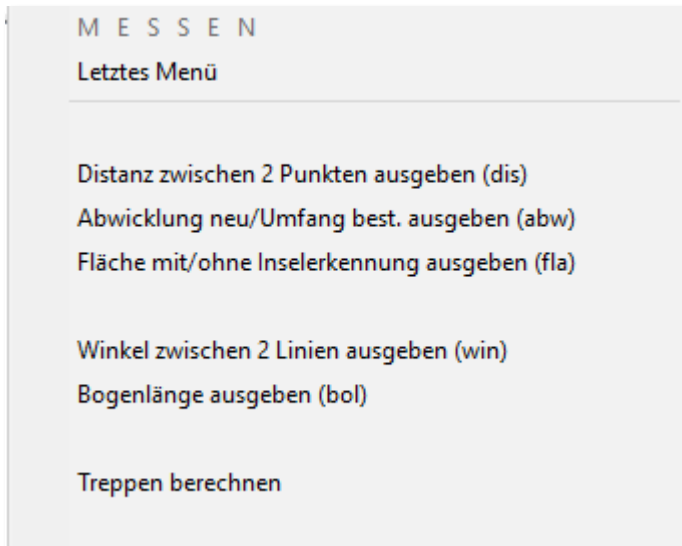 M E S S E N
Letztes Menü
Distanz zwischen 2 Punkten ausgeben (dis)
Abwicklung neu/Umfang best. ausgeben (abw)
Fläche mit/ohne Inselerkennung ausgeben (fla)
Winkel zwischen 2 Linien ausgeben (win)
Bogenlänge ausgeben (bol)
Treppen berechnen